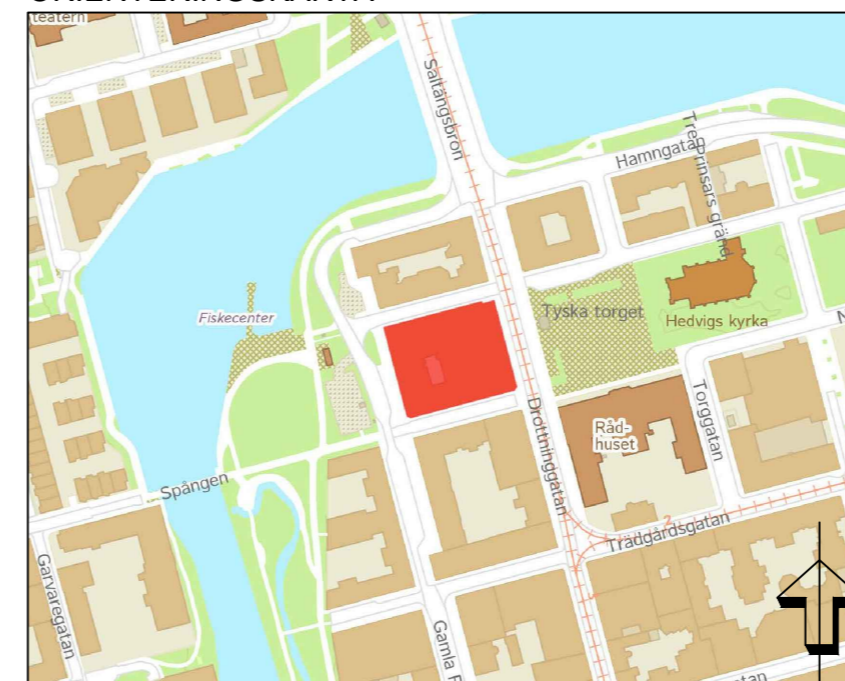 teatern
Saltängsbron
Hamngatan
Tre Prinsars gränd
Fiskecenter
Tyska torget
Hedvigs kyrka
Drottninggatan
Råd-
huset
Torggatan
Spången
2
Trädgårdsgatan
Garvaregatan
Gamla